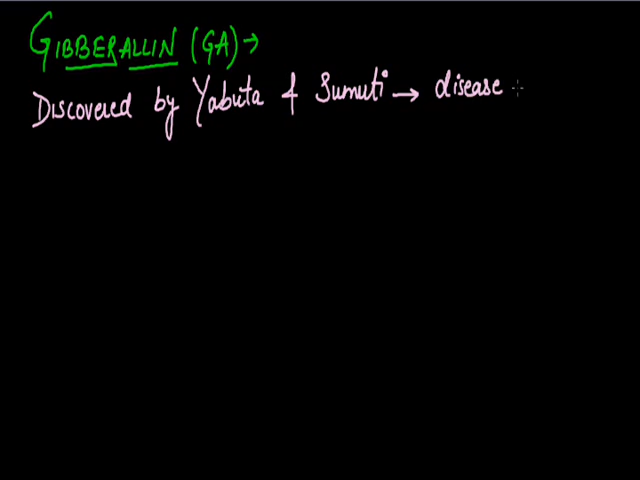 GIBBERALLIN (GA) →
Discovered by Yabuta & Sumuti → disease